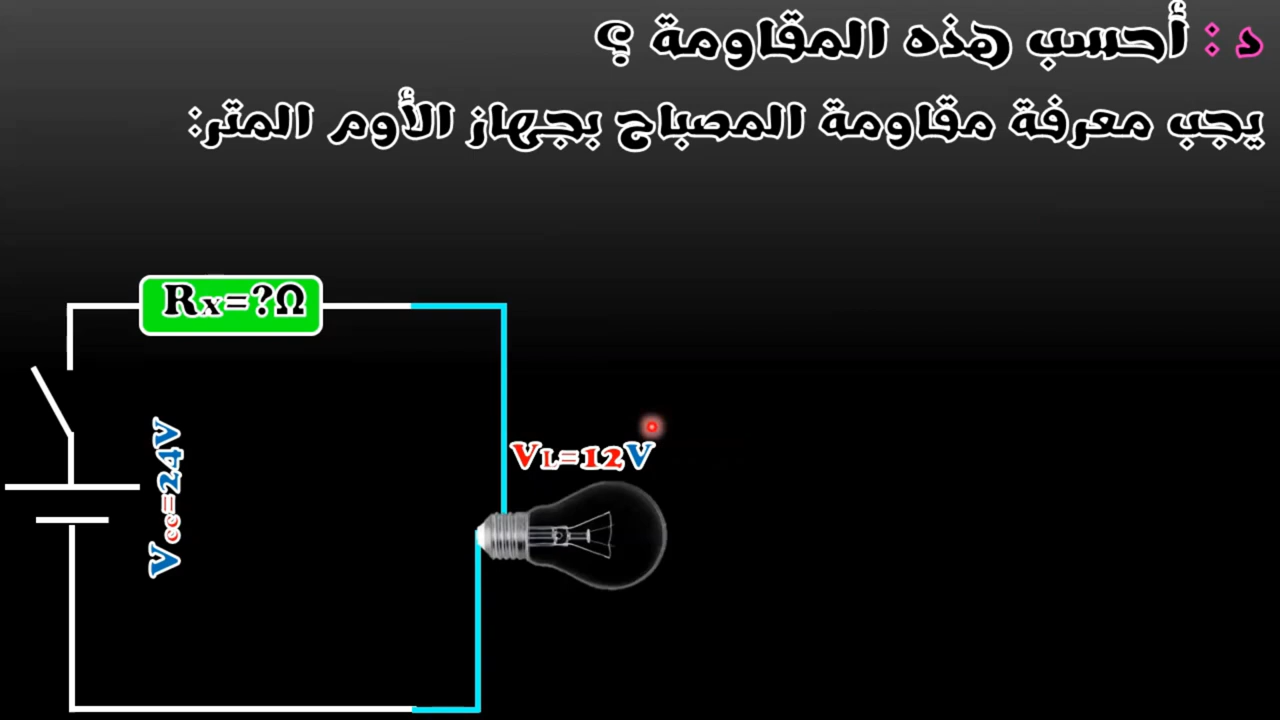 د : أحسب هذه المقاومة ؟
يجب معرفة مقاومة المصباح بجهاز الأوم المتر:
Rx=?Ω
Vcc=24V
VL=12V